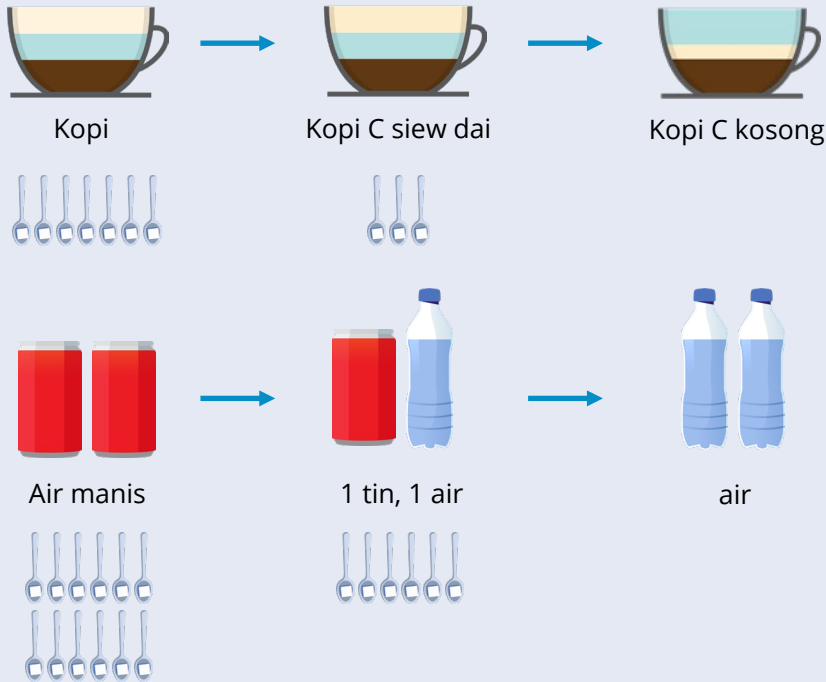 Kopi
Kopi C siew dai
Kopi C kosong
Air manis
1 tin, 1 air
air